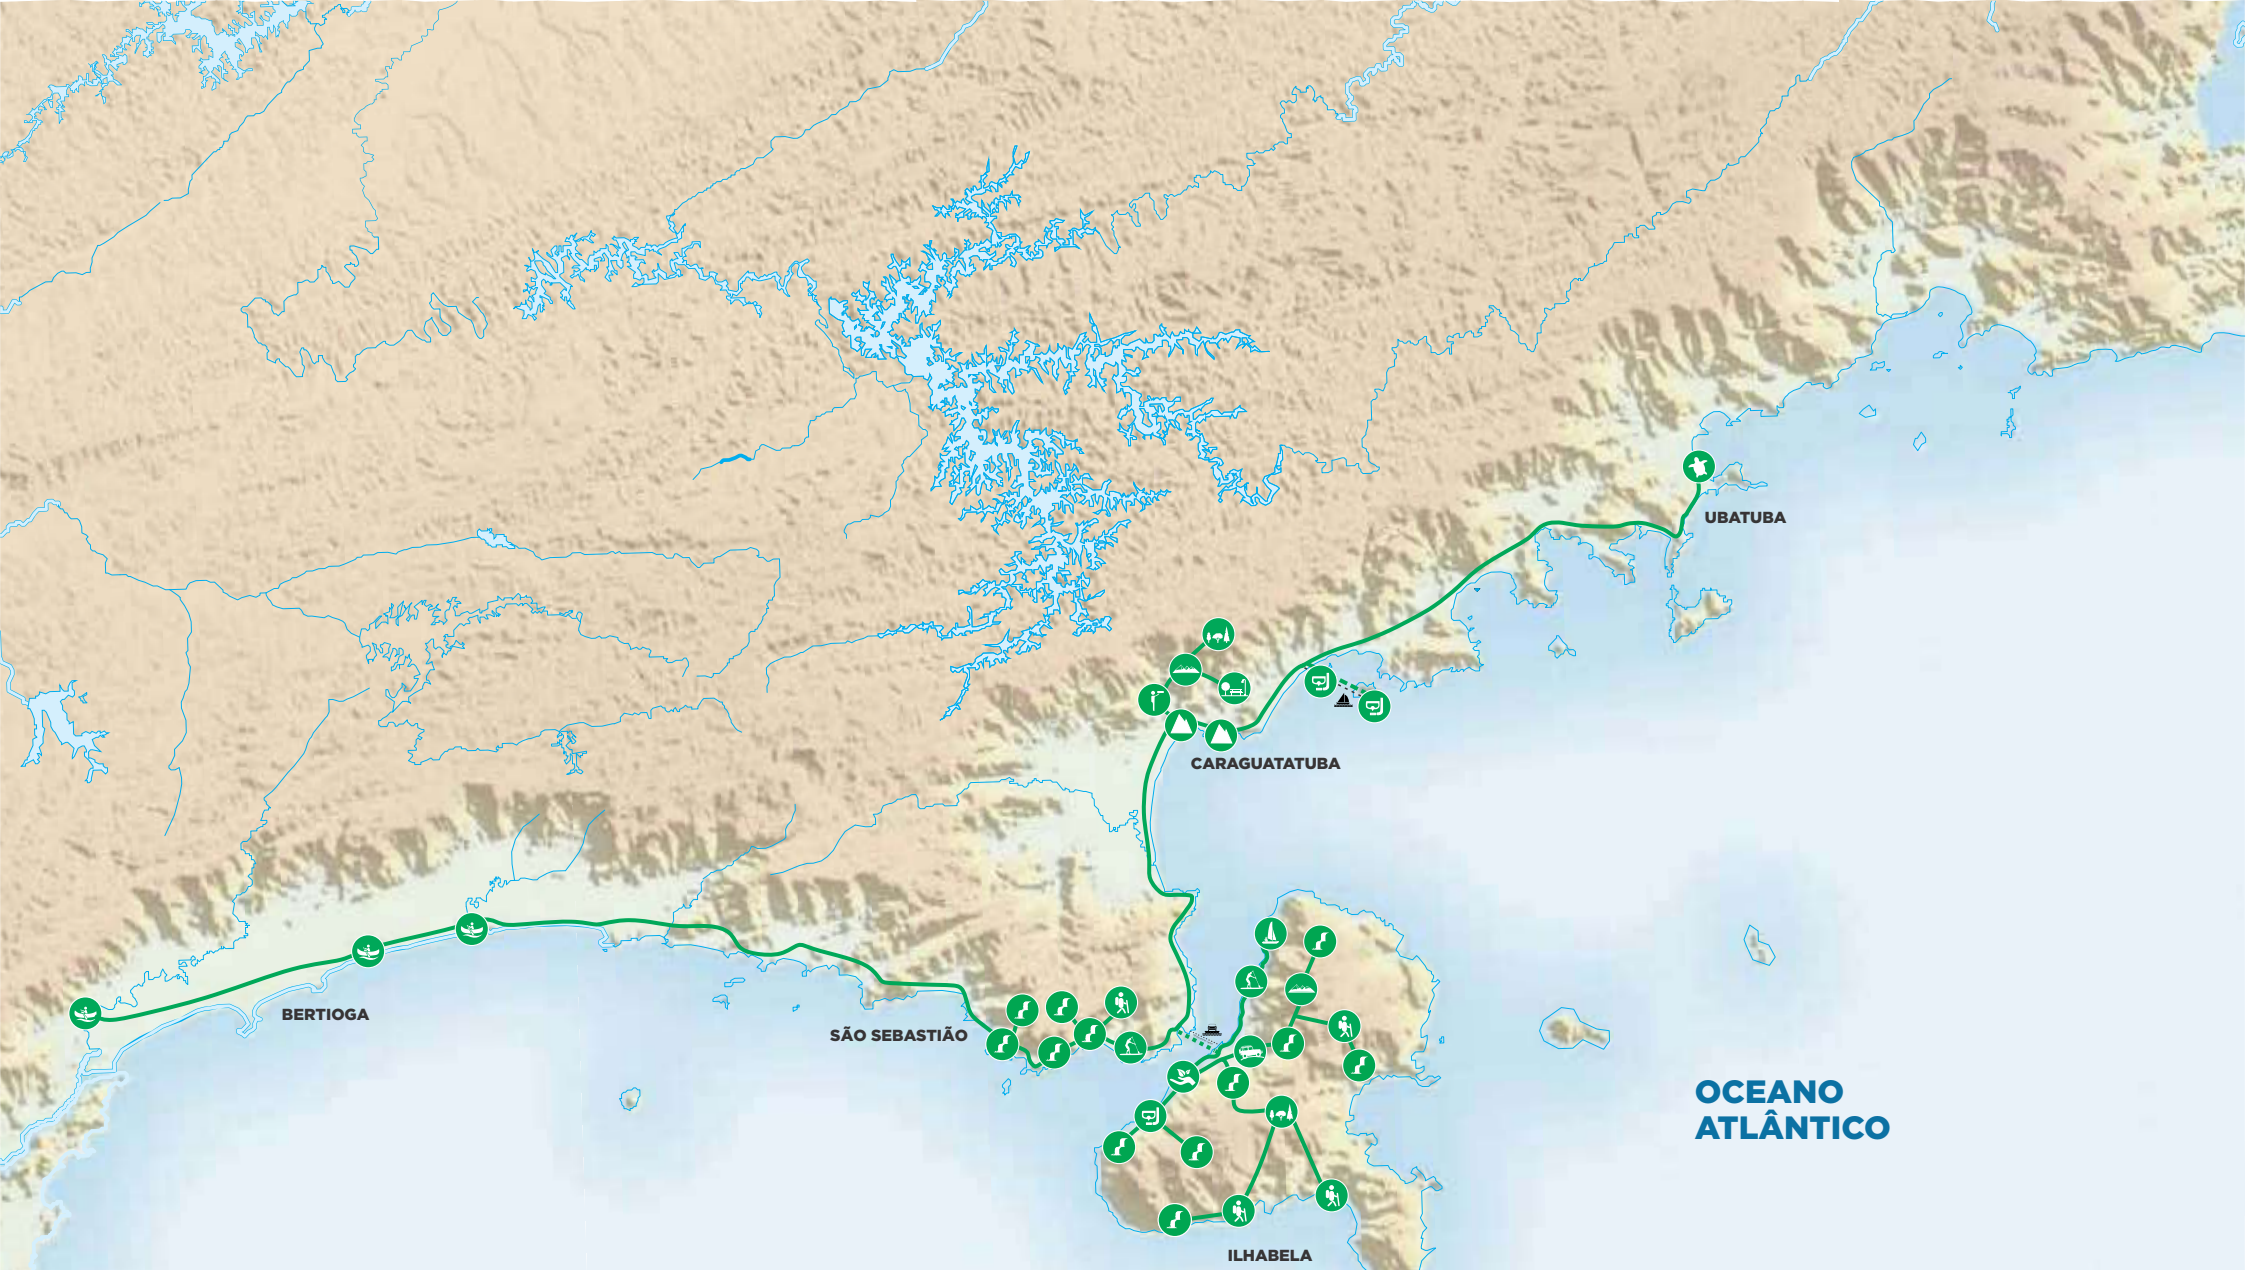 UBATUBA
CARAGUATATUBA
BERTIOGA
SÃO SEBASTIÃO
OCEANO
ATLÂNTICO
ILHABELA